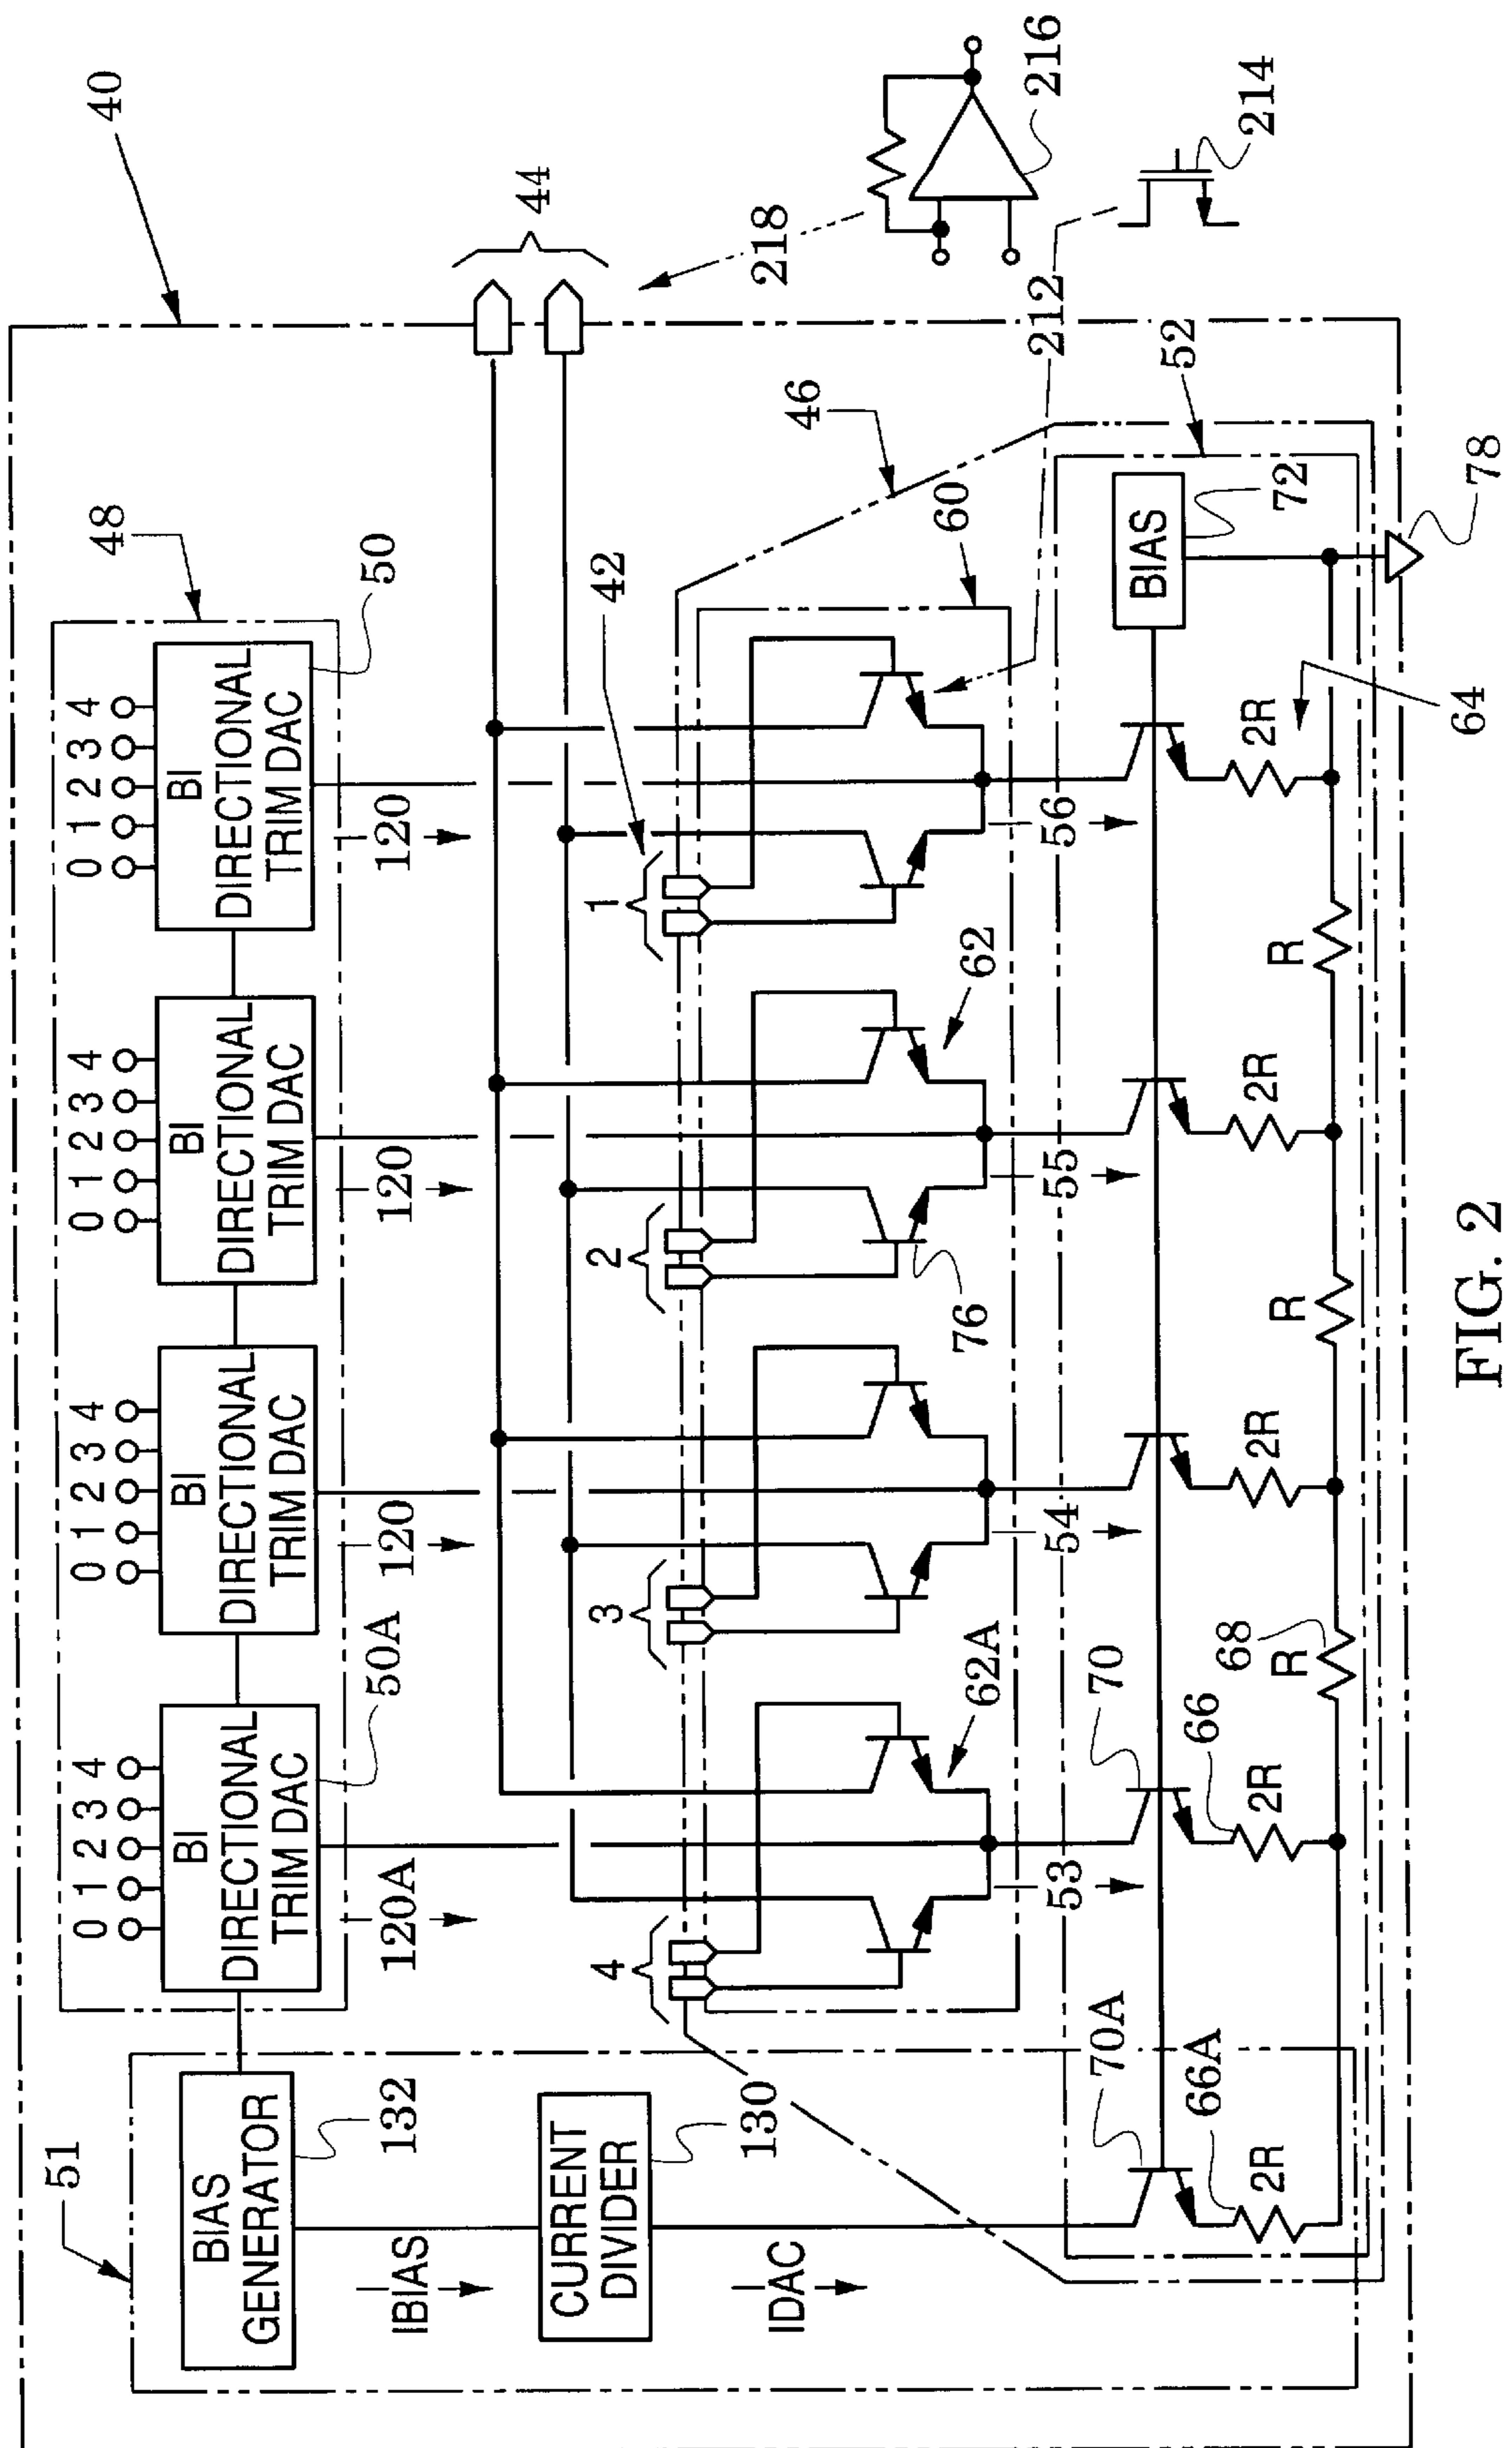 40
48
0 1 2 3 4
BI
DIRECTIONAL
TRIM DAC
50
0 1 2 3 4
BI
DIRECTIONAL
TRIM DAC
0 1 2 3 4
BI
DIRECTIONAL
TRIM DAC
0 1 2 3 4
BI
DIRECTIONAL
TRIM DAC
50A
51
BIAS
GENERATOR
132
120A
120
120
120
44
218
216
IBIAS
CURRENT
DIVIDER
130
IDAC
4
3
2
1
42
60
46
212
214
62A
76
62
53
54
55
56
52
70A
70
BIAS
72
66A
2R
66
2R
2R
2R
2R
64
68
R
R
R
78
FIG. 2